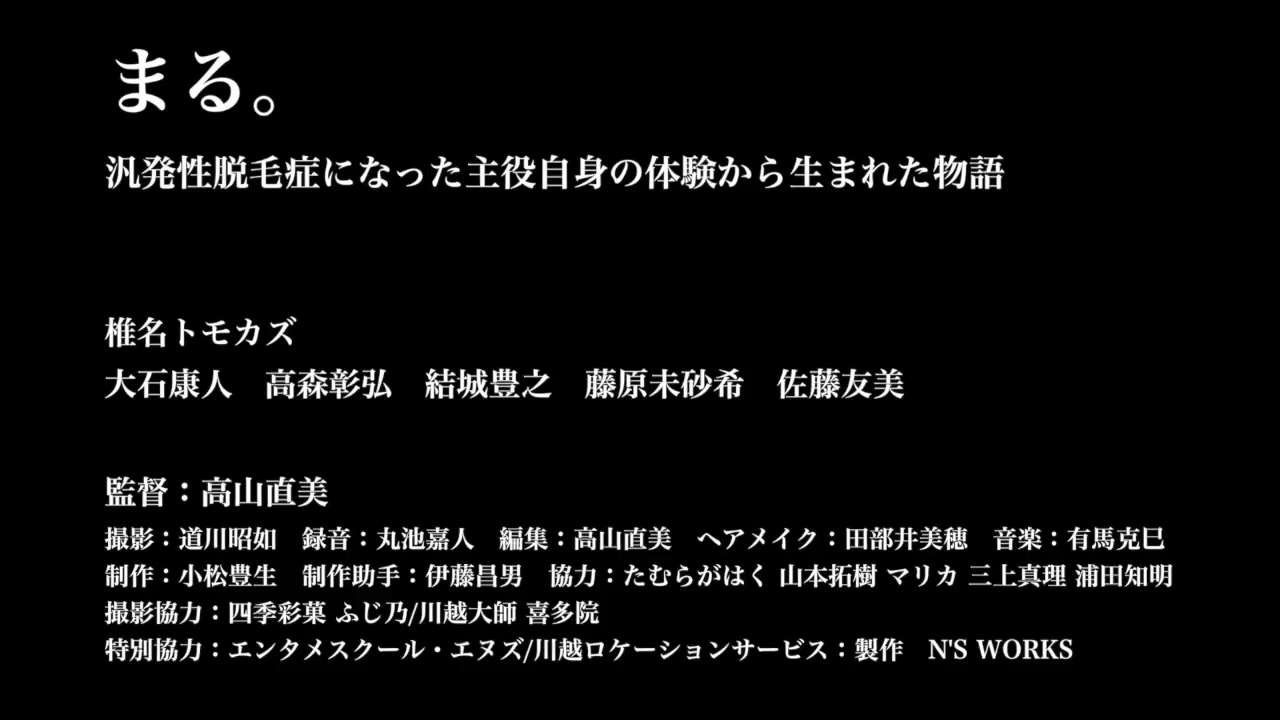 まる。
汎発性脱毛症になった主役自身の体験から生まれた物語
椎名トモカズ
大石康人　高森彰弘　結城豊之　藤原未砂希　佐藤友美
監督：高山直美
撮影：道川昭如　録音：丸池嘉人　編集：高山直美　ヘアメイク：田部井美穂　音楽：有馬克巳
制作：小松豊生　制作助手：伊藤昌男　協力：たむらがはく 山本拓樹 マリカ 三上真理 浦田知明
撮影協力：四季彩菓 ふじ乃/川越大師 喜多院
特別協力：エンタメスクール・エヌズ/川越ロケーションサービス：製作　N'S WORKS